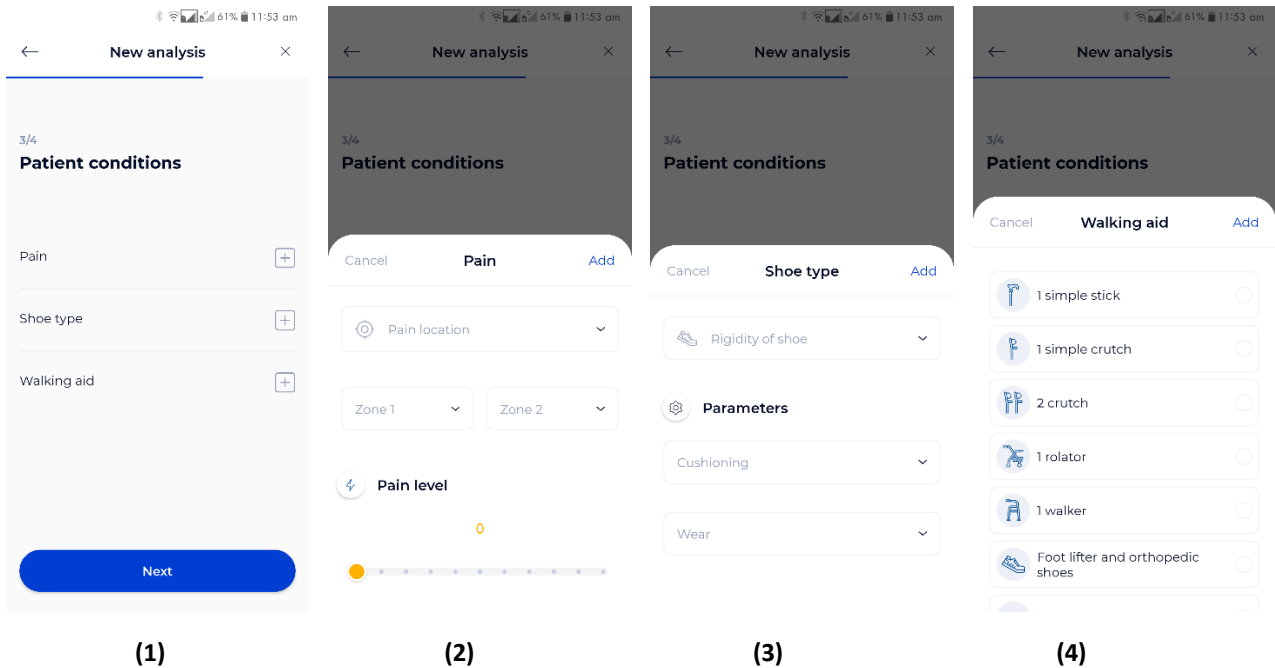 61% 11:53 am
New analysis
3/4
Patient conditions
Pain
Shoe type
Walking aid
Next
(1)
61% 11:53 am
New analysis
3/4
Patient conditions
Cancel Pain Add
Pain location
Zone 1 Zone 2
Pain level
0
(2)
61% 11:53 am
New analysis
3/4
Patient conditions
Cancel Shoe type Add
Rigidity of shoe
Parameters
Cushioning
Wear
(3)
61% 11:53 am
New analysis
3/4
Patient conditions
Cancel Walking aid Add
1 simple stick
1 simple crutch
2 crutch
1 rolator
1 walker
Foot lifter and orthopedic
shoes
(4)